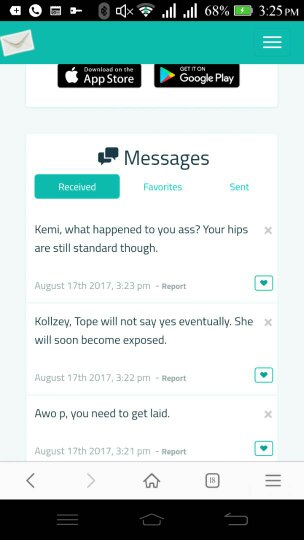 68% 3:25 PM
Download on the
App Store
GET IT ON
Google Play
Messages
Received Favorites Sent
Kemi, what happened to you ass? Your hips
are still standard though.
August 17th 2017, 3:23 pm - Report
Kollzey, Tope will not say yes eventually. She
will soon become exposed.
August 17th 2017, 3:22 pm - Report
Awo p, you need to get laid.
August 17th 2017, 3:21 pm - Report
18